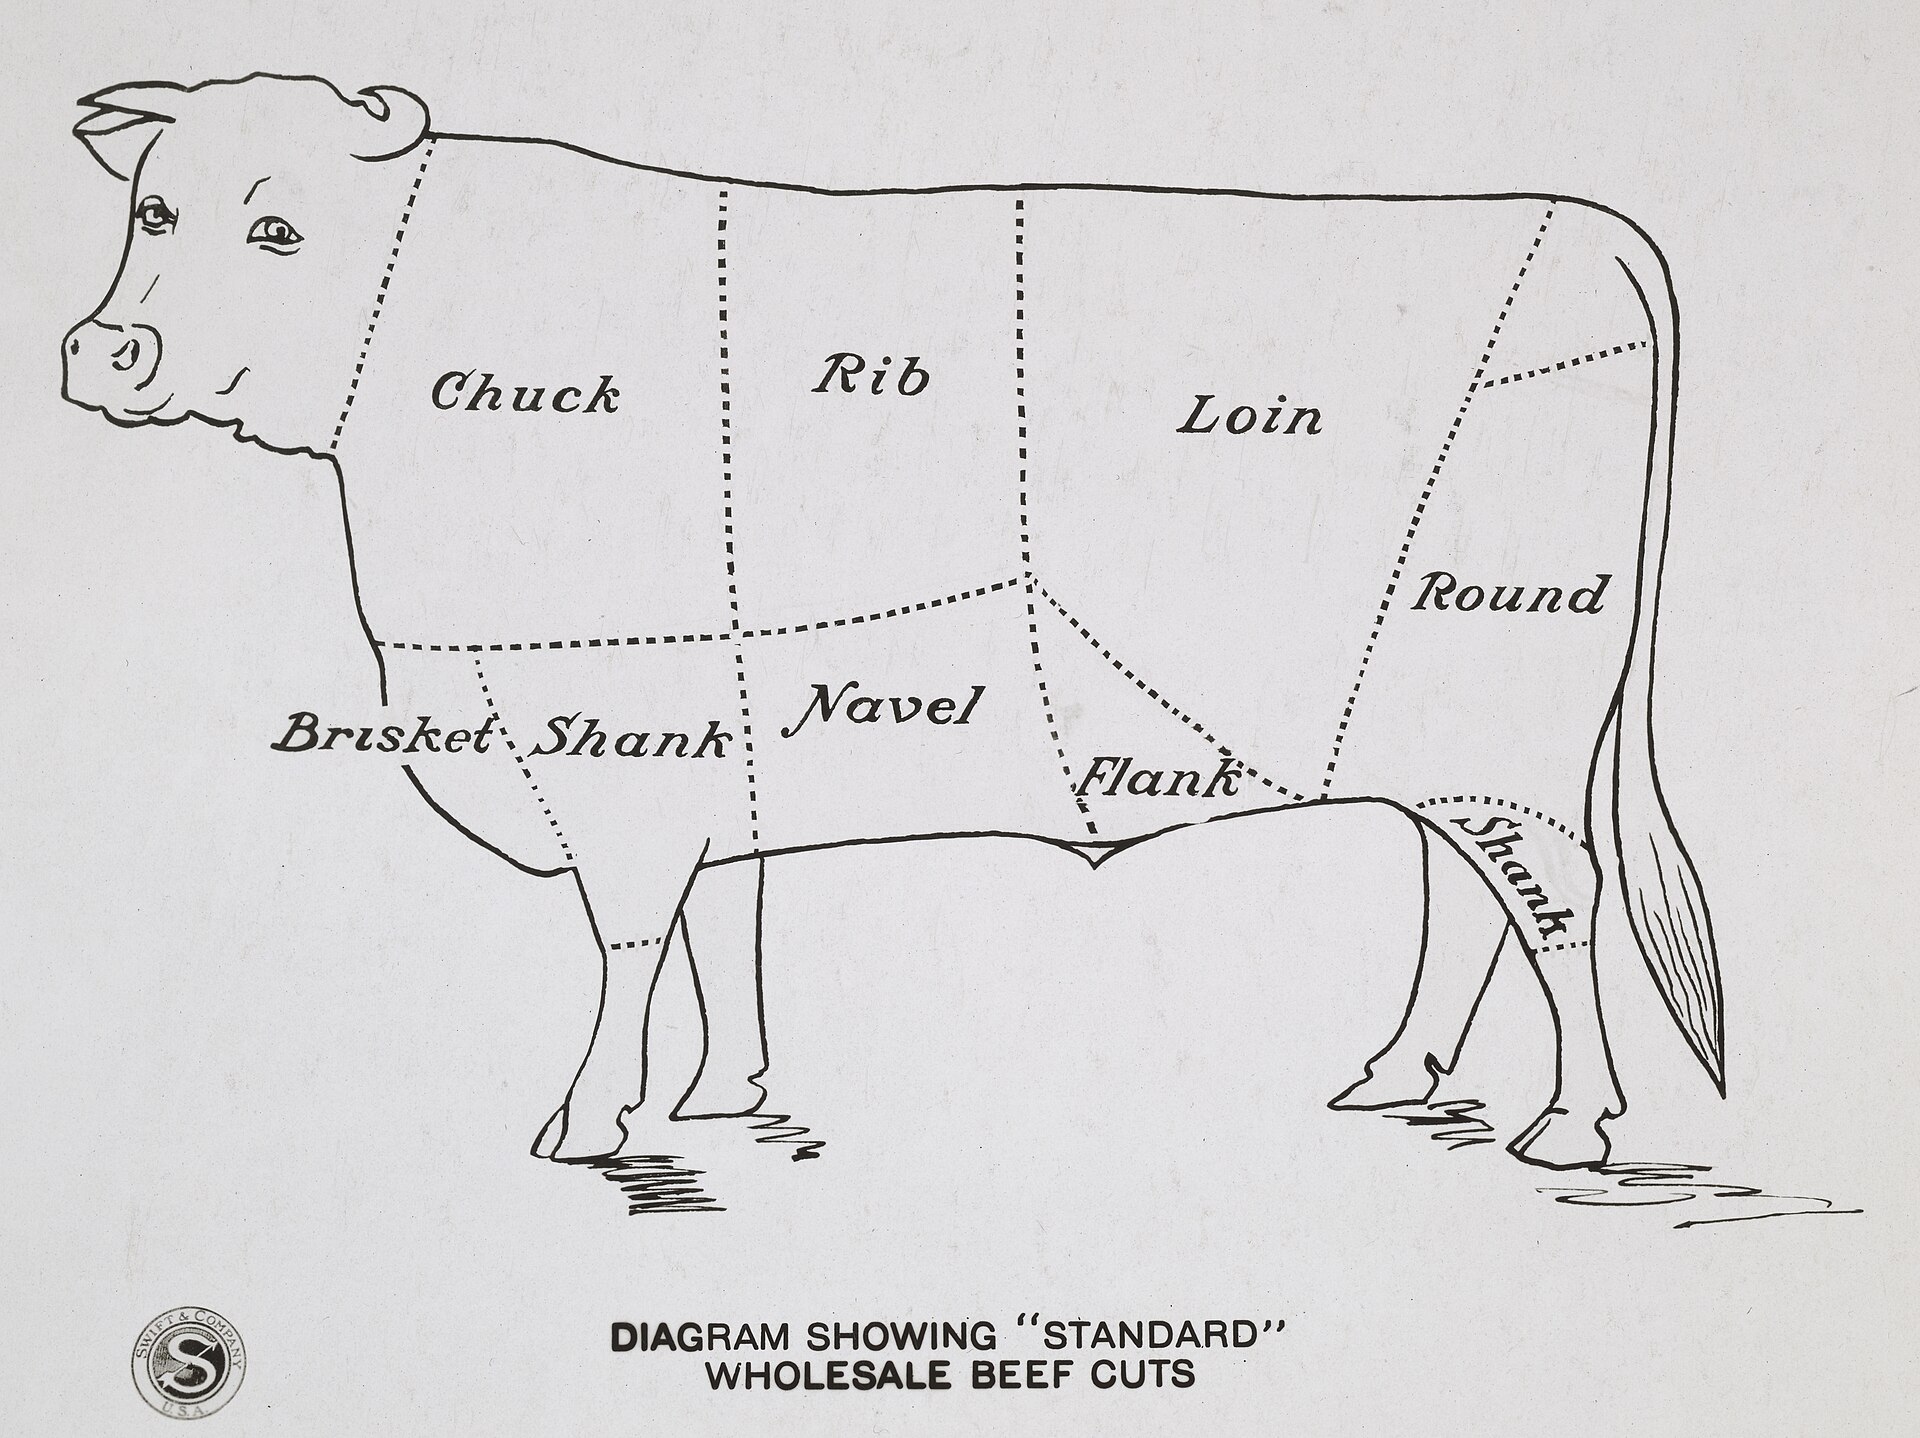 Chuck
Rib
Loin
Round
Brisket
Shank
Navel
Flank
Shank
SWIFT & COMPANY
S
U.S.A.
DIAGRAM SHOWING “STANDARD”
WHOLESALE BEEF CUTS